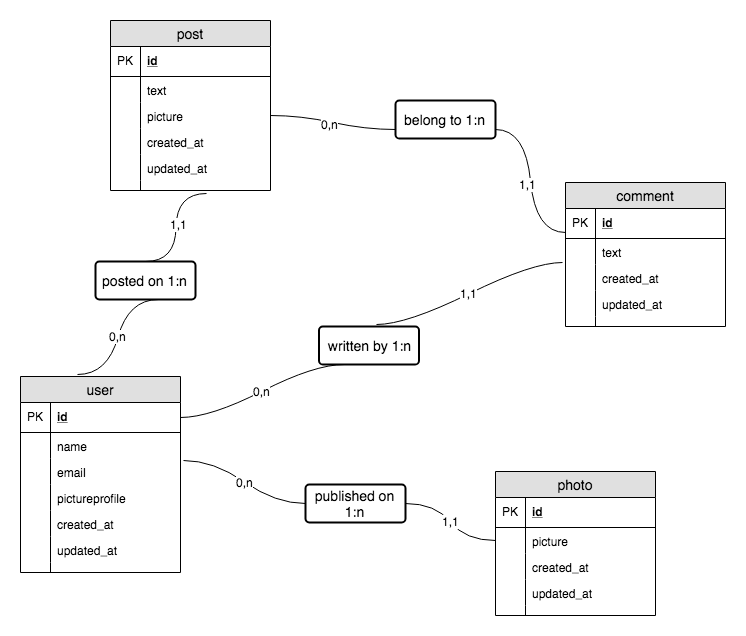 post
PK id
text
picture
created_at
updated_at
0,n
belong to 1:n
1,1
comment
PK id
text
created_at
updated_at
1,1
posted on 1:n
0,n
1,1
written by 1:n
0,n
user
PK id
name
email
pictureprofile
created_at
updated_at
0,n
published on
1:n
1,1
photo
PK id
picture
created_at
updated_at